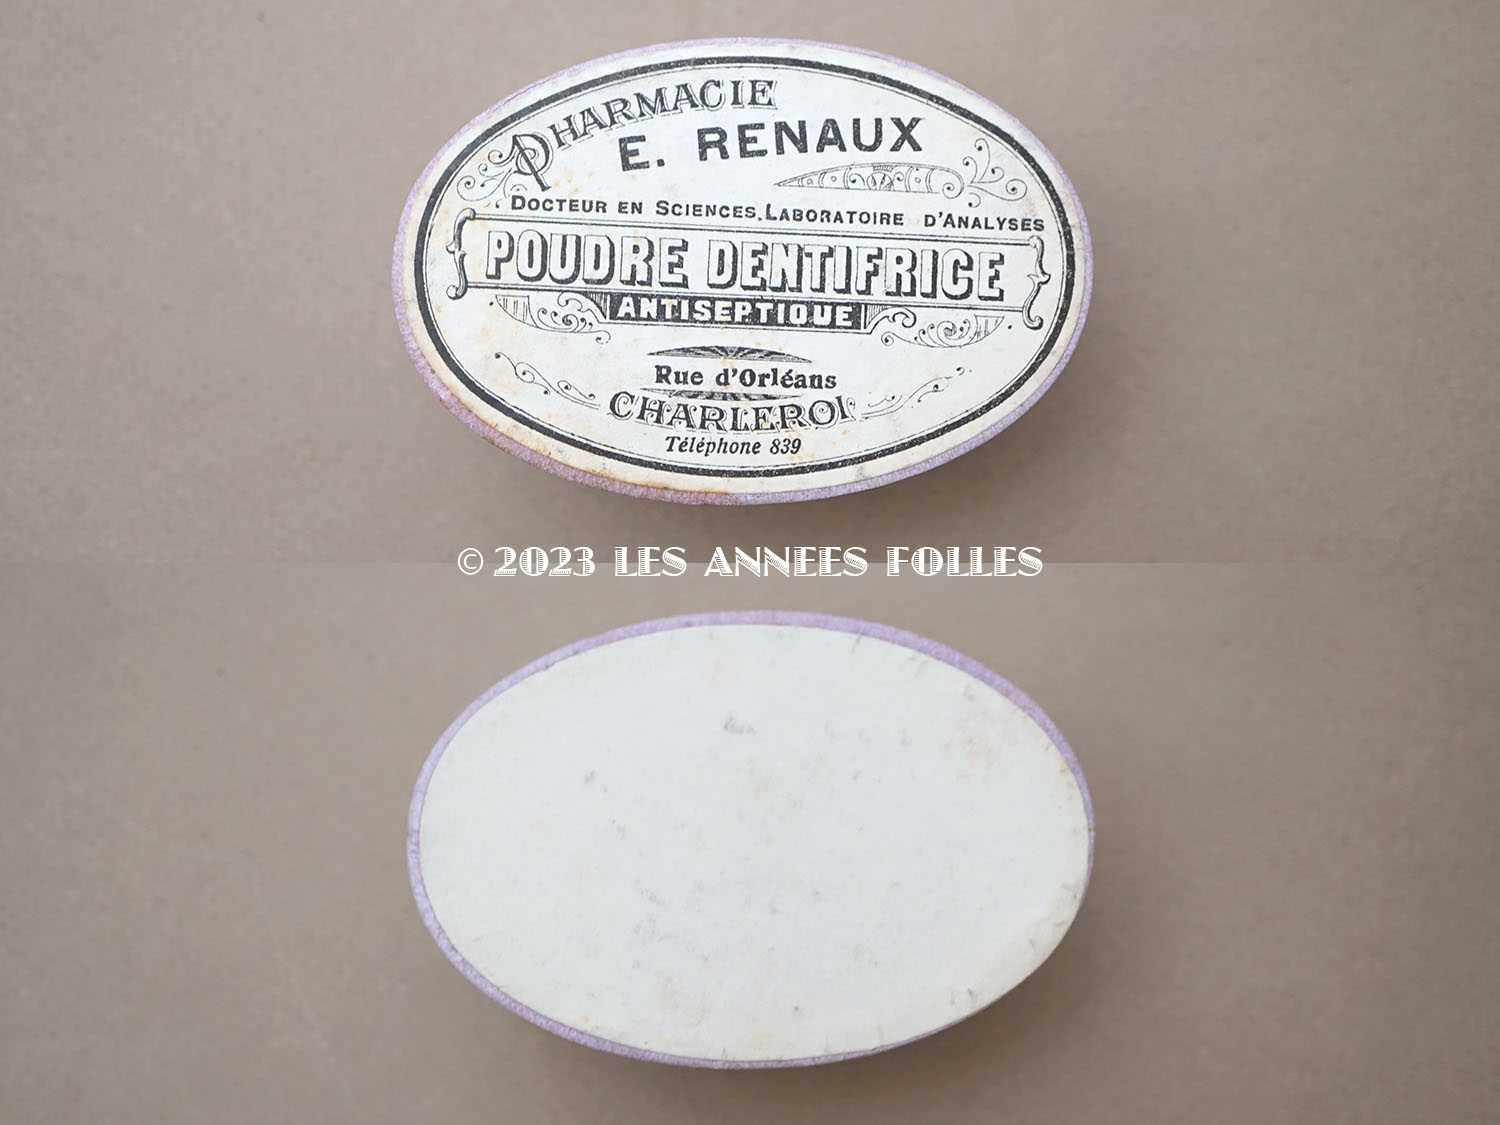 PHARMACIE
E. RENAUX
DOCTEUR EN SCIENCES. LABORATOIRE D'ANALYSES
POUDRE DENTIFRICE
ANTISEPTIQUE
Rue d'Orléans
CHARLEROI
Téléphone 839
© 2023 LES ANNEES FOLLES